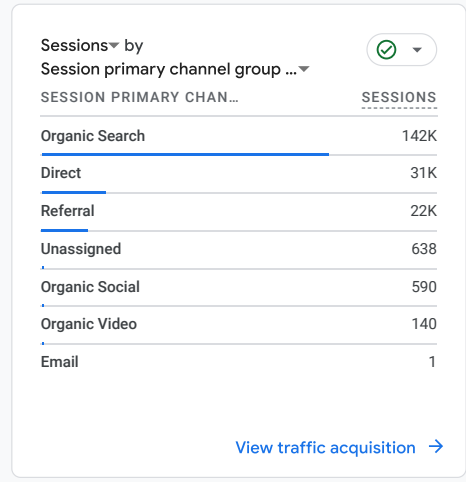 Sessions by
Session primary channel group ...
SESSION PRIMARY CHAN... SESSIONS
Organic Search 142K
Direct 31K
Referral 22K
Unassigned 638
Organic Social 590
Organic Video 140
Email 1
View traffic acquisition